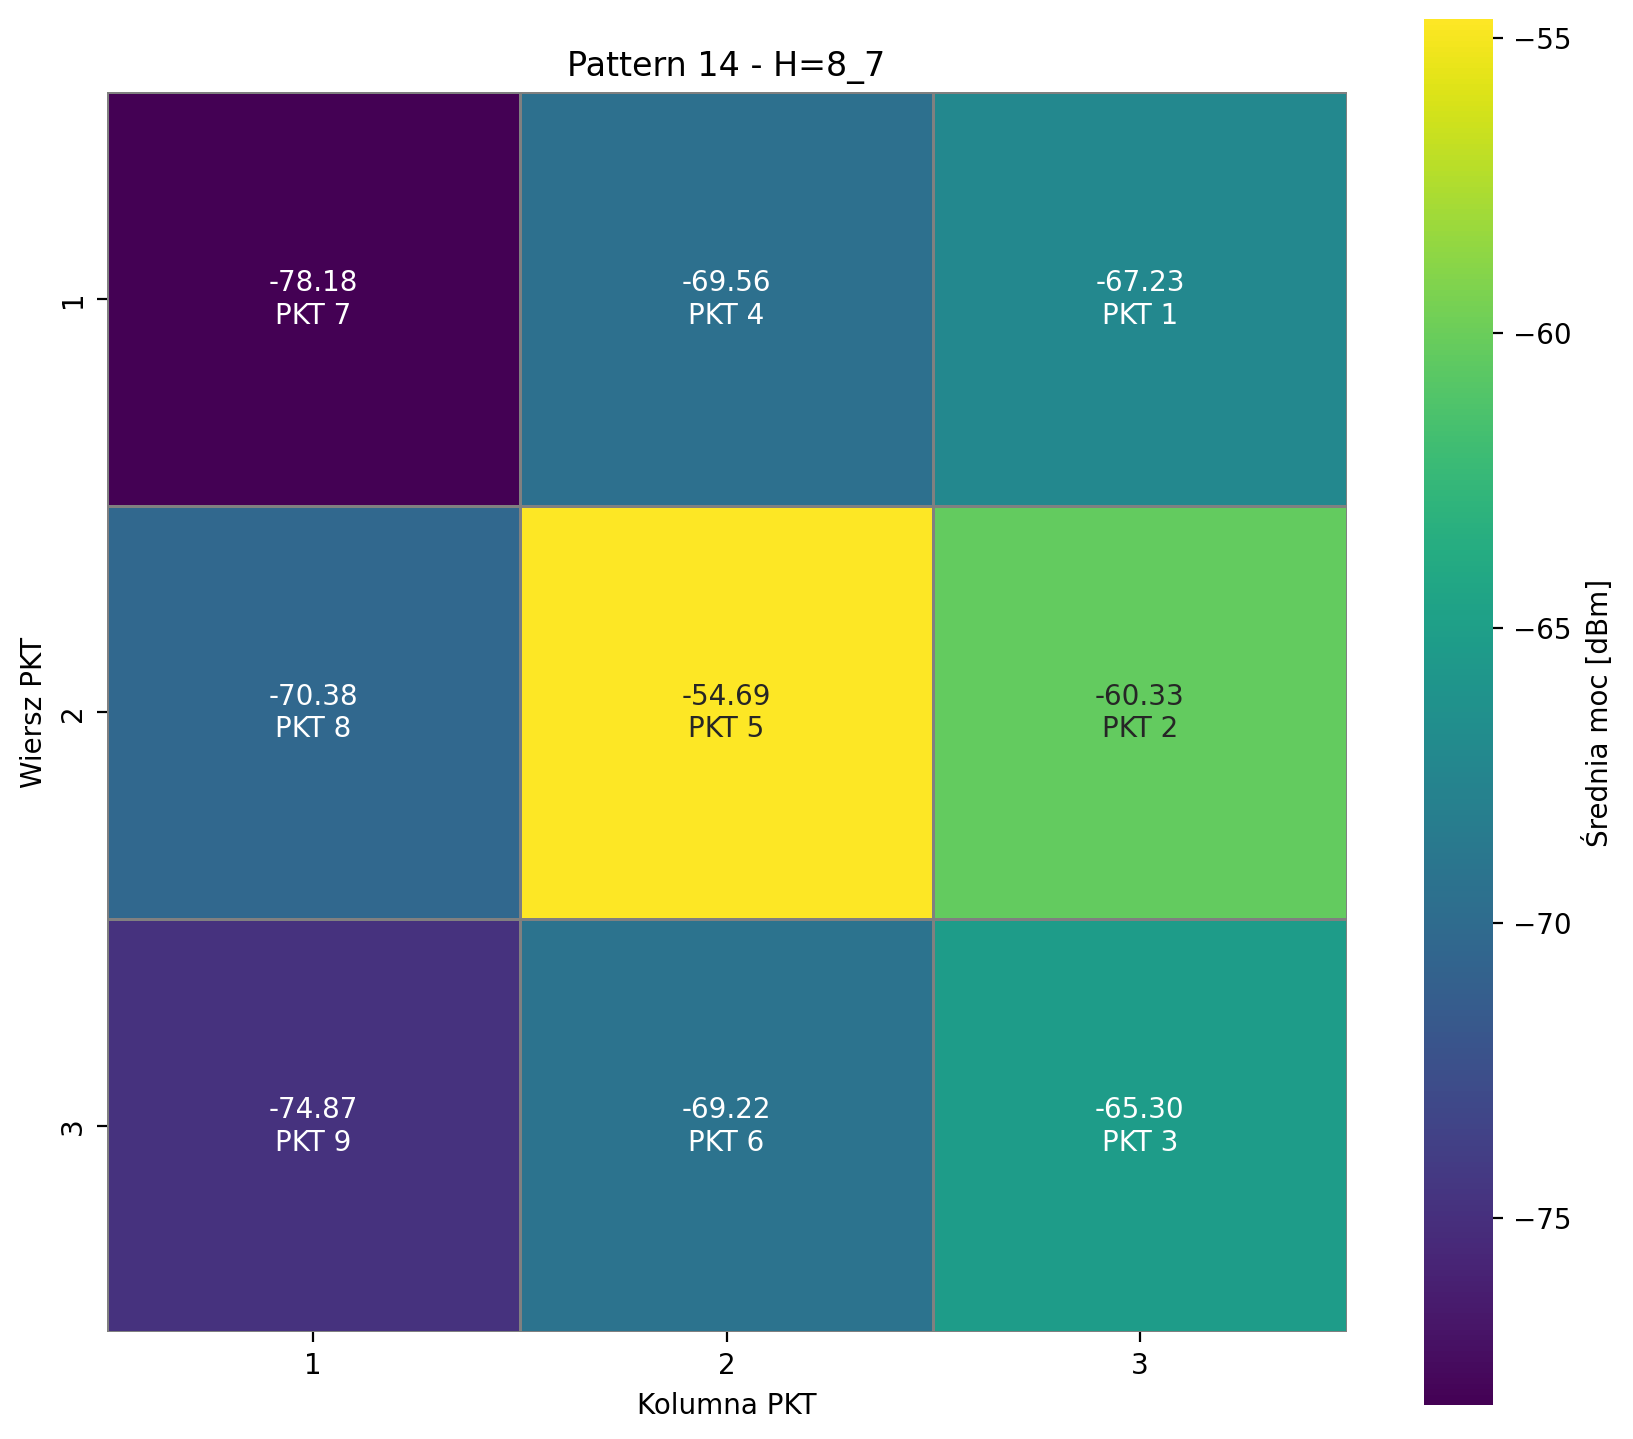 Pattern 14 - H=8_7
-78.18
PKT 7
-69.56
PKT 4
-67.23
PKT 1
-70.38
PKT 8
-54.69
PKT 5
-60.33
PKT 2
-74.87
PKT 9
-69.22
PKT 6
-65.30
PKT 3
1
2
3
Wiersz PKT
1
2
3
Kolumna PKT
−55
−60
−65
−70
−75
Średnia moc [dBm]